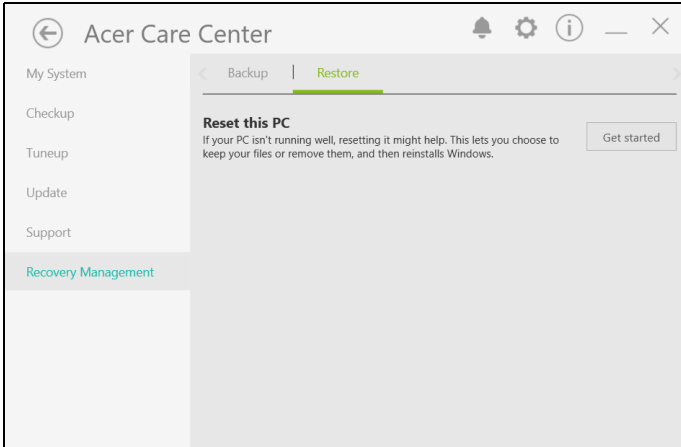 Acer Care Center
My System
Checkup
Tuneup
Update
Support
Recovery Management
Backup
Restore
Reset this PC
If your PC isn't running well, resetting it might help. This lets you choose to
keep your files or remove them, and then reinstalls Windows.
Get started